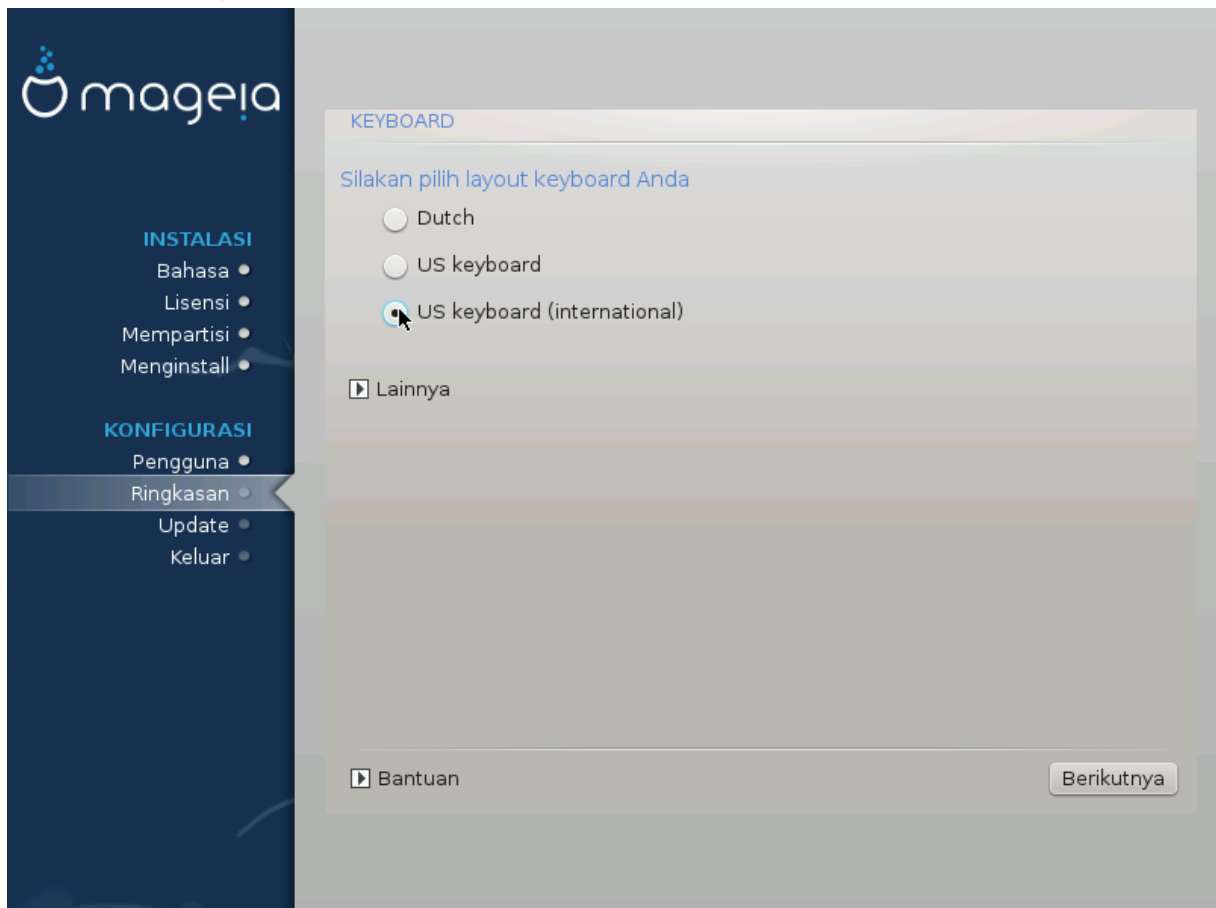 mageia
INSTALASI
Bahasa
Lisensi
Mempartisi
Menginstall
KONFIGURASI
Pengguna
Ringkasan
Update
Keluar
KEYBOARD
Silakan pilih layout keyboard Anda
Dutch
US keyboard
US keyboard (international)
Lainnya
Bantuan
Berikutnya